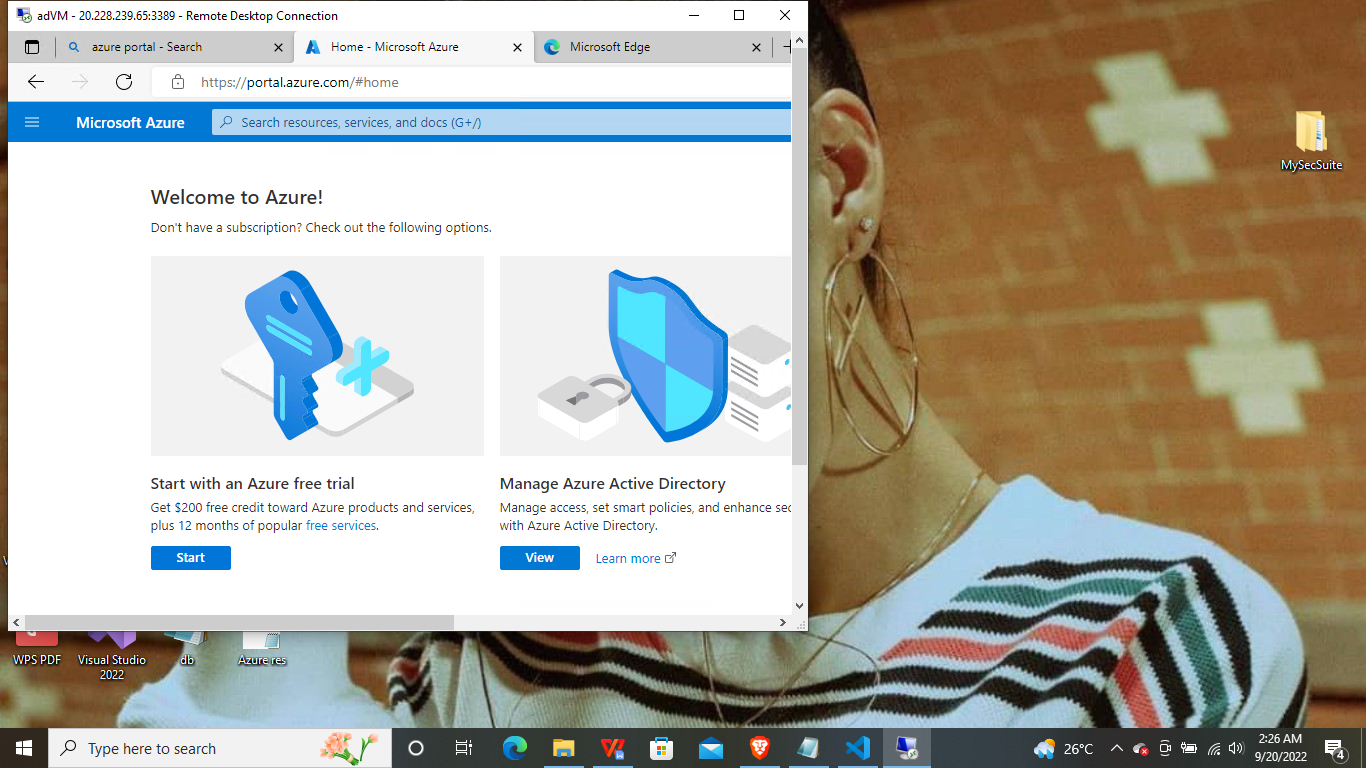 adVM - 20.228.239.65:3389 - Remote Desktop Connection
azure portal - Search
Home - Microsoft Azure
Microsoft Edge
https://portal.azure.com/#home
Microsoft Azure
Search resources, services, and docs (G+/)
Welcome to Azure!
Don't have a subscription? Check out the following options.
Start with an Azure free trial
Get $200 free credit toward Azure products and services,
plus 12 months of popular free services.
Start
Manage Azure Active Directory
Manage access, set smart policies, and enhance sec
with Azure Active Directory.
View
Learn more
MySecSuite
WPS PDF
Visual Studio
2022
db
Azure res
Type here to search
26°C
2:26 AM
9/20/2022
4